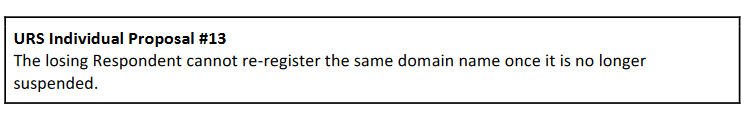 URS Individual Proposal #13
The losing Respondent cannot re-register the same domain name once it is no longer
suspended.